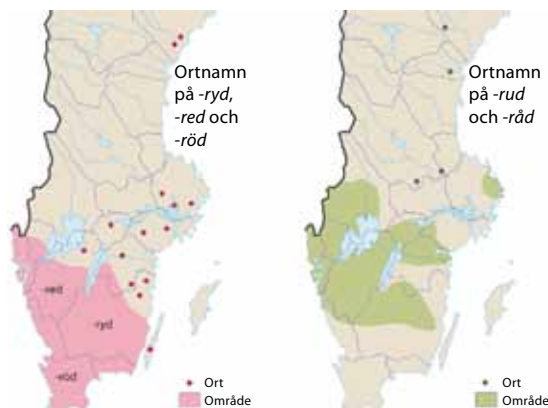 Ortnamn
på -ryd,
-red och
-röd
-red
-ryd
-röd
Ort
Område
Ortnamn
på -rud
och -råd
Ort
Område